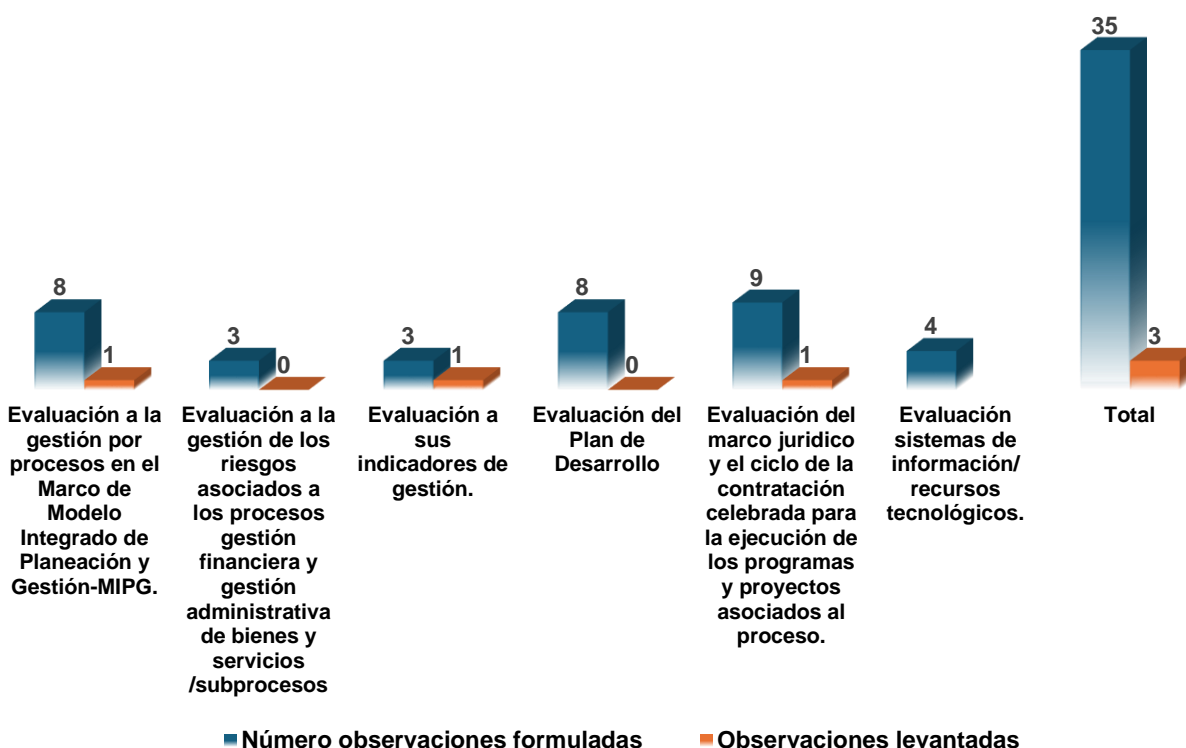 35
8
1
3
0
3
1
8
0
9
1
4
3
Evaluación a la
gestión por
procesos en el
Marco de
Modelo
Integrado de
Planeación y
Gestión-MIPG.
Evaluación a la
gestión de los
riesgos
asociados a
los procesos
gestión
financiera y
gestión
administrativa
de bienes y
servicios
/subprocesos
Evaluación a
sus
indicadores de
gestión.
Evaluación del
Plan de
Desarrollo
Evaluación del
marco juridico
y el ciclo de la
contratación
celebrada para
la ejecución de
los programas
y proyectos
asociados al
proceso.
Evaluación
sistemas de
información/
recursos
tecnológicos.
Total
Número observaciones formuladas
Observaciones levantadas